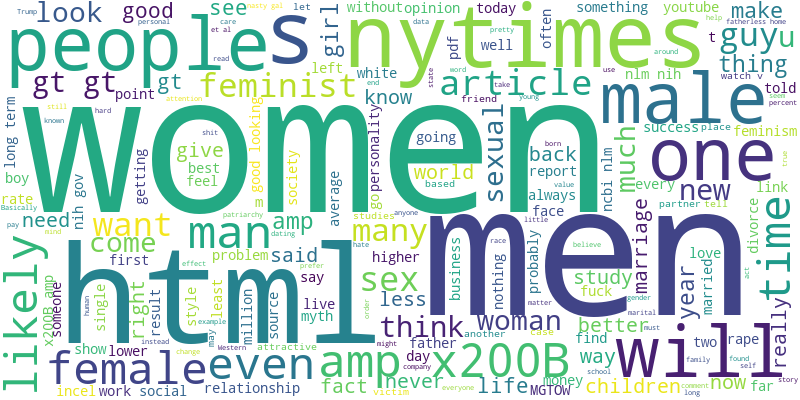 look
good
people
s
see
girl
without
opinion
today
something
youtube
make
nytimes
guy
u
t
thing
Trump
personal
nasty gal
let
et al
care
read
data
pretty
often
help
fatherless home
around
gt gt
point
gt
feminist
left
white
end
pdf
well
state
word
nlm nih
use
told
watch v
seen
percent
article
know
take
young
friend
male
women
long term
still
known
attention
hard
shit
getting
give
best
feel
good looking
personality
going
world
based
sexual
born
back
report
always
face
value
success
place
feminism
one
true
much
ncbi nlm
every
new
link
partner
tell
boy
rate
Basically
pay
mind
need
nih gov
want
man
amp
patriarchy
m
society
average
go
studies
anyone
many
little
men
marriage
divorce
time
likely
html
come
first
problem
said
dating
hate
higher
business
nothing
race
probably
believe
study
gender
love
married
year
act
really
x200B amp
someone
human
single
result
right
style
effect
least
million
say
live
prefer
source
myth
sex
less
order
matter
fuck
marital
must
think
woman
better
will
two
rape
show
lower
instead
may
example
attractive
Western
father
might
another
case
find
family
found
self
female
even
amp
x200B
day
company
way
school
now
far
story
incel
work
social
change
relationship
victim
fact
never
everyone
life
MGTOW
money
children
comment
long